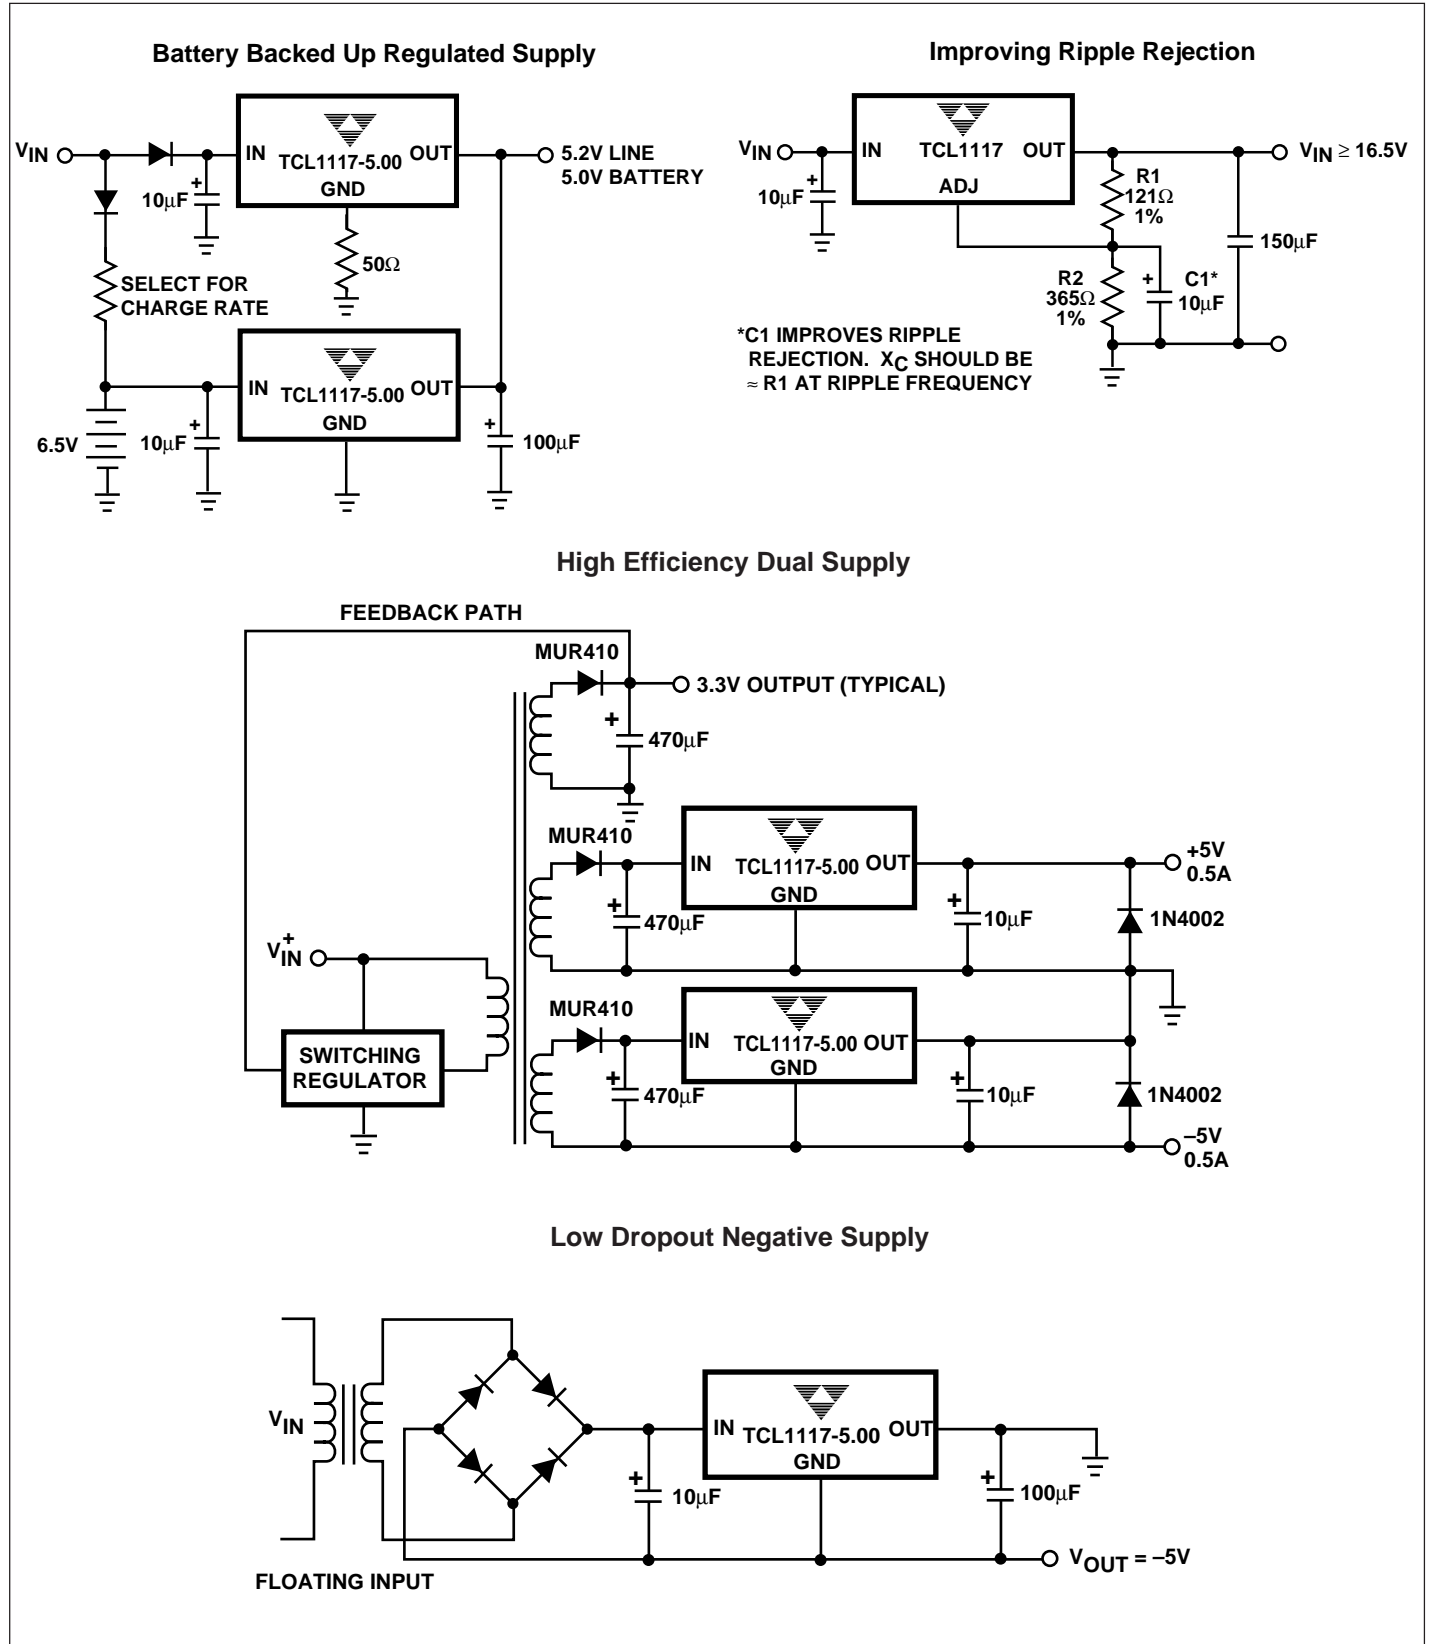 Battery Backed Up Regulated Supply
VIN
IN
TCL1117-5.00
OUT
GND
5.2V LINE
5.0V BATTERY
10µF
50Ω
SELECT FOR
CHARGE RATE
IN
TCL1117-5.00
OUT
GND
6.5V
10µF
100µF
Improving Ripple Rejection
VIN
IN
TCL1117
OUT
ADJ
VIN ≥ 16.5V
10µF
R1
121Ω
1%
150µF
R2
365Ω
1%
C1*
10µF
*C1 IMPROVES RIPPLE
REJECTION. XC SHOULD BE
≈ R1 AT RIPPLE FREQUENCY
High Efficiency Dual Supply
FEEDBACK PATH
MUR410
3.3V OUTPUT (TYPICAL)
470µF
MUR410
IN
TCL1117-5.00
OUT
GND
+5V
0.5A
470µF
10µF
1N4002
VIN+
MUR410
IN
TCL1117-5.00
OUT
GND
SWITCHING
REGULATOR
470µF
10µF
1N4002
–5V
0.5A
Low Dropout Negative Supply
VIN
IN
TCL1117-5.00
OUT
GND
10µF
100µF
VOUT = –5V
FLOATING INPUT
+
+
+
+
+
+
+
+
+
+
+
+